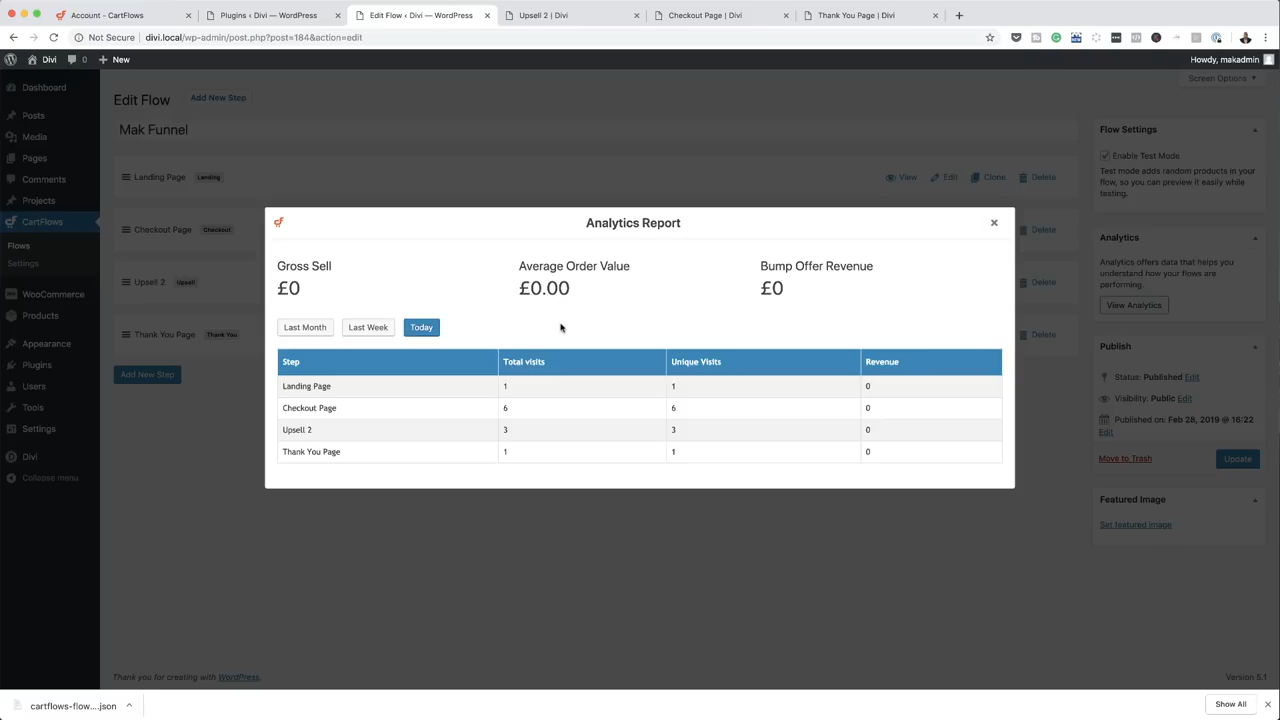 Account - CartFlows
Plugins ‹ Divi — WordPress
Edit Flow ‹ Divi — WordPress
Upsell 2 | Divi
Checkout Page | Divi
Thank You Page | Divi
Not Secure
divi.local/wp-admin/post.php?post=184&action=edit
Divi
0
New
Howdy, makadmin
Screen Options
Dashboard
Posts
Media
Pages
Comments
Projects
CartFlows
Flows
Settings
WooCommerce
Products
Appearance
Plugins
Users
Tools
Settings
Divi
Collapse menu
Edit Flow
Add New Step
Mak Funnel
Landing Page Landing
View Edit Clone Delete
Checkout Page Checkout
Delete
Upsell 2 Upsell
Delete
Thank You Page Thank You
Delete
Add New Step
Analytics Report
Gross Sell
£0
Average Order Value
£0.00
Bump Offer Revenue
£0
Last Month Last Week Today
Step Total visits Unique Visits Revenue
Landing Page 1 1 0
Checkout Page 6 6 0
Upsell 2 3 3 0
Thank You Page 1 1 0
Flow Settings
Enable Test Mode
Test mode adds random products in your
flow, so you can preview it easily while
testing.
Analytics
Analytics offers data that helps you
understand how your flows are
performing.
View Analytics
Publish
Status: Published Edit
Visibility: Public Edit
Published on: Feb 28, 2019 @ 16:22
Edit
Move to Trash
Update
Featured Image
Set featured image
Thank you for creating with WordPress.
Version 5.1
cartflows-flow....json
Show All